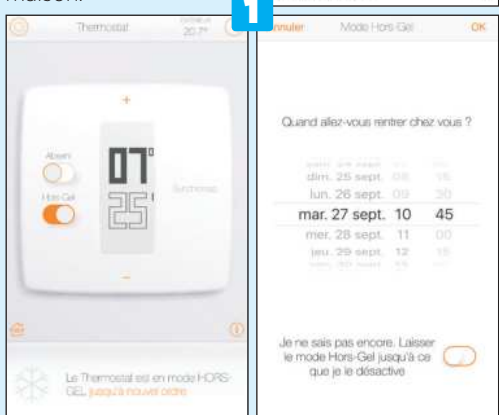 maison.
1
Thermostat
20.7°
Annuler Mode Hors-Gel OK
+
Absent
Hors-Gel
07°
25°
Synchronisé
-
Le Thermostat est en mode HORS-
GEL jusqu'à nouvel ordre
Quand allez-vous rentrer chez vous ?
dim. 25 sept. 15
lun. 26 sept. 09 30
mar. 27 sept. 10 45
mer. 28 sept. 11 00
jeu. 29 sept. 12 15
Je ne sais pas encore. Laisser
le mode Hors-Gel jusqu'à ce
que je le désactive